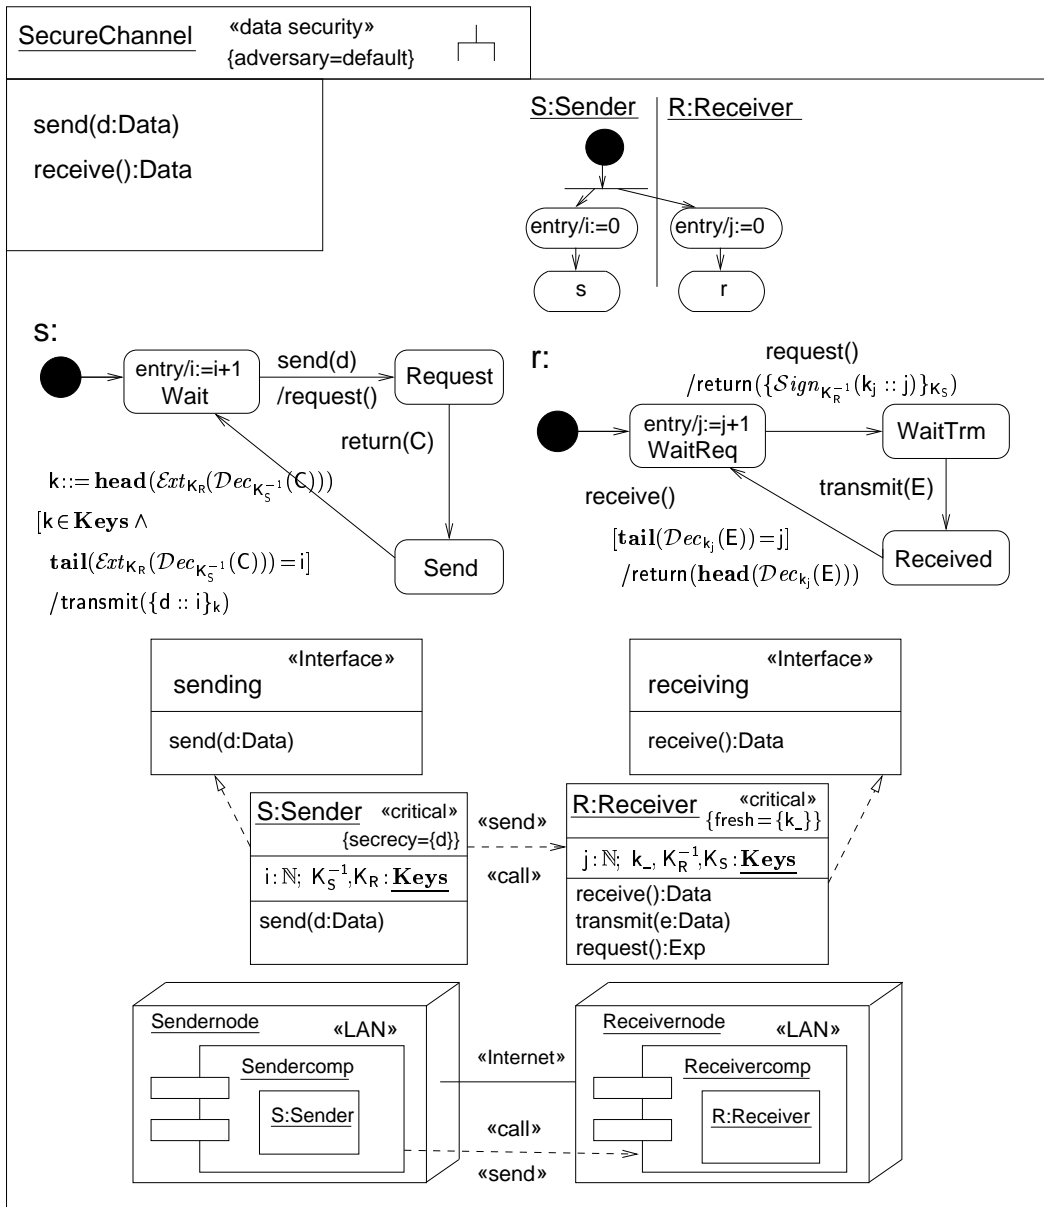 SecureChannel
«data security»
{adversary=default}
send(d:Data)
receive():Data
S:Sender
R:Receiver
entry/i:=0
entry/j:=0
s
r
s:
entry/i:=i+1
Wait
send(d)
/request()
Request
return(C)
k::= head(Ext_{K_R}(Dec_{K_S^{-1}}(C)))
[k ∈ Keys ∧
tail(Ext_{K_R}(Dec_{K_S^{-1}}(C))) = i]
/transmit({d :: i}_k)
Send
r:
request()
/return({Sign_{K_R^{-1}}(k_j :: j)}_{K_S})
entry/j:=j+1
WaitReq
WaitTrm
receive()
transmit(E)
[tail(Dec_{k_j}(E)) = j]
/return(head(Dec_{k_j}(E)))
Received
«Interface»
sending
send(d:Data)
«Interface»
receiving
receive():Data
S:Sender
«critical»
{secrecy={d}}
i: ℕ; K_S^{-1}, K_R : Keys
send(d:Data)
«send»
«call»
R:Receiver
«critical»
{fresh={k_}}
j: ℕ; k_, K_R^{-1}, K_S : Keys
receive():Data
transmit(e:Data)
request():Exp
Sendernode
«LAN»
Sendercomp
S:Sender
«Internet»
«call»
«send»
Receivernode
«LAN»
Receivercomp
R:Receiver